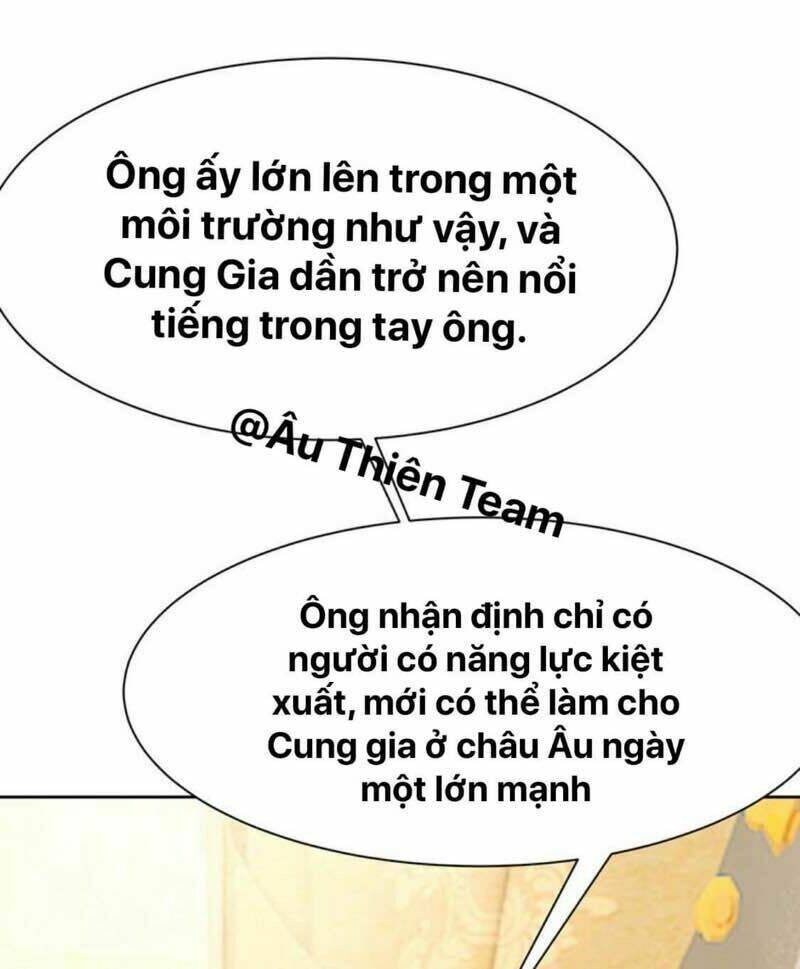 Ông ấy lớn lên trong một
môi trường như vậy, và
Cung Gia dần trở nên nổi
tiếng trong tay ông.
@Âu Thiên Team
Ông nhận định chỉ có
người có năng lực kiệt
xuất, mới có thể làm cho
Cung gia ở châu Âu ngày
một lớn mạnh